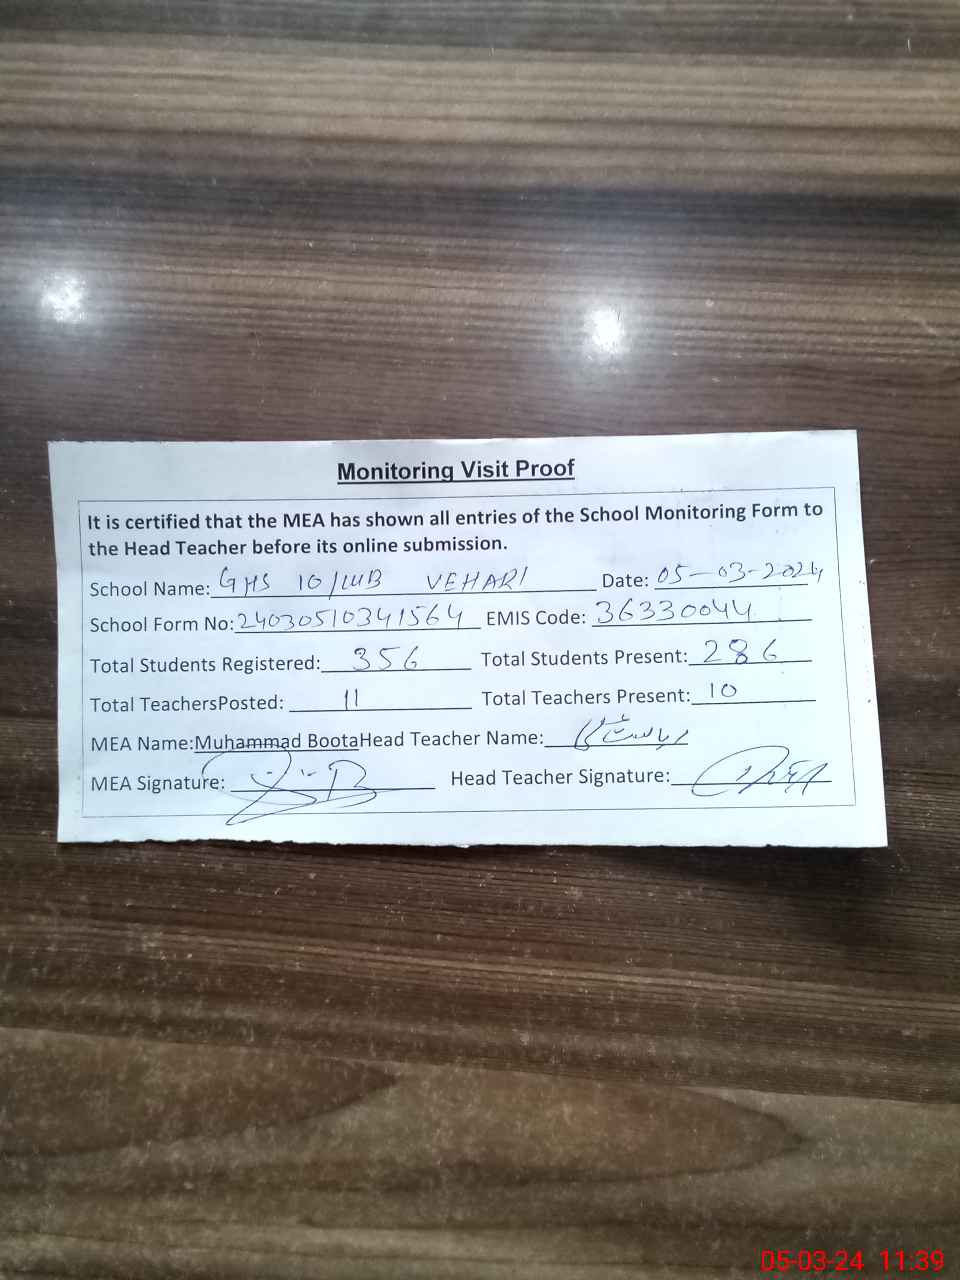 Monitoring Visit Proof
It is certified that the MEA has shown all entries of the School Monitoring Form to
the Head Teacher before its online submission.
School Name: GHS 10/WB VEHARI Date: 05-03-2024
School Form No: 24030510341564 EMIS Code: 36330044
Total Students Registered: 356 Total Students Present: 286
Total TeachersPosted: 11 Total Teachers Present: 10
MEA Name:Muhammad BootaHead Teacher Name:
MEA Signature: Head Teacher Signature:
05-03-24 11:39